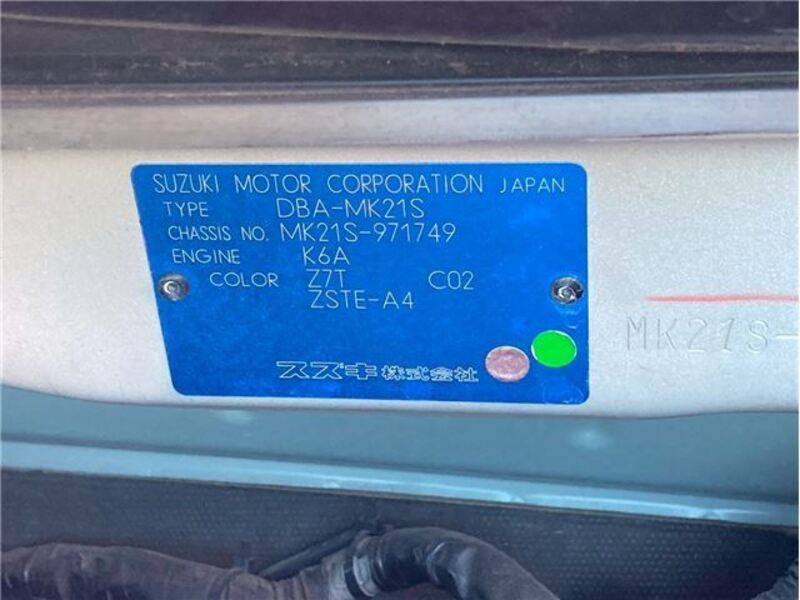 SUZUKI MOTOR CORPORATION JAPAN
TYPE DBA-MK21S
CHASSIS NO. MK21S-971749
ENGINE K6A
COLOR Z7T C02
ZSTE-A4
スズキ株式会社
MK21S-